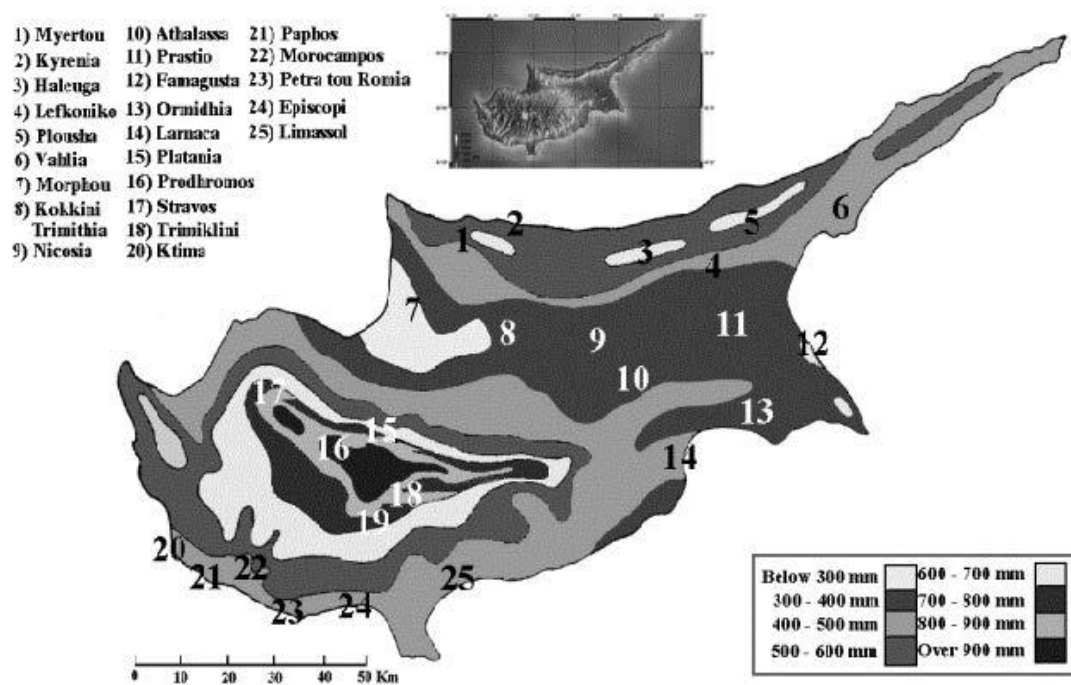 1) Myertou 10) Athalassa 21) Paphos
2) Kyrenia 11) Prastio 22) Morocampos
3) Haleuga 12) Famagusta 23) Petra tou Romia
4) Lefkoniko 13) Ormidhia 24) Episcopi
5) Plousha 14) Larnaca 25) Limassol
6) Vahlia 15) Platania
7) Morphou 16) Prodhromos
8) Kokkini 17) Stravos
Trimithia 18) Trimiklini
9) Nicosia 20) Ktima
2
1
3
5
6
4
7
8
9
11
12
10
13
14
17
16
15
18
19
20
21
22
23
24
25
Below 300 mm 600 - 700 mm
300 - 400 mm 700 - 800 mm
400 - 500 mm 800 - 900 mm
500 - 600 mm Over 900 mm
0 10 20 30 40 50 Km